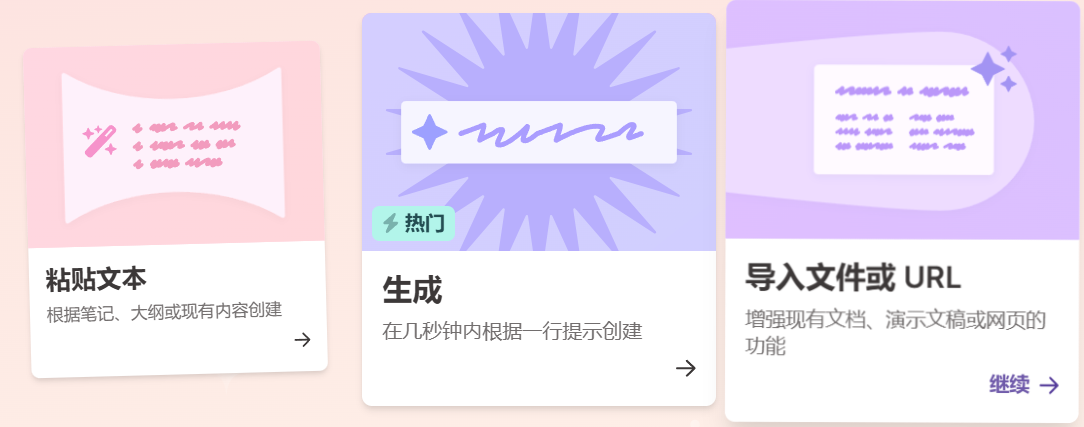 粘贴文本
根据笔记、大纲或现有内容创建
热门
生成
在几秒钟内根据一行提示创建
导入文件或 URL
增强现有文档、演示文稿或网页的
功能
继续